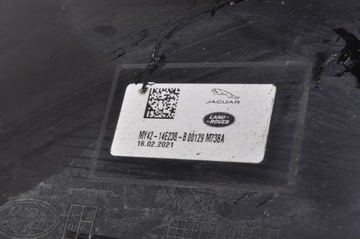 JAGUAR
LAND-
ROVER
MY42-14E238-B 00129 M738A
16.02.2021